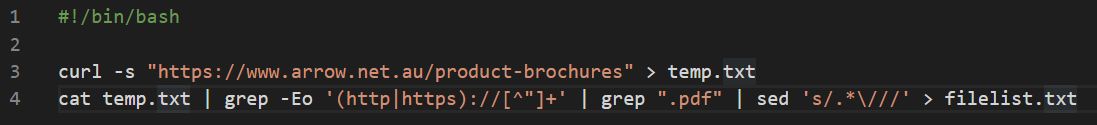 1 #!/bin/bash
2
3 curl -s "https://www.arrow.net.au/product-brochures" > temp.txt
4 cat temp.txt | grep -Eo '(http|https)://[^"]+' | grep ".pdf" | sed 's/.*\///' > filelist.txt